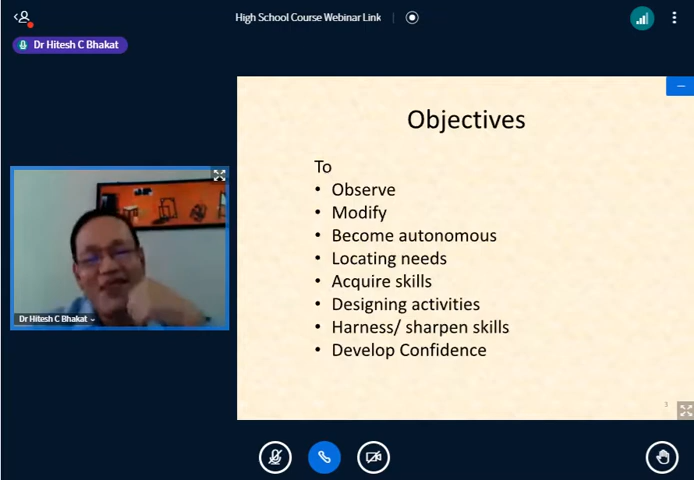 High School Course Webinar Link
Dr Hitesh C Bhakat
Objectives
To
• Observe
• Modify
• Become autonomous
• Locating needs
• Acquire skills
• Designing activities
• Harness/ sharpen skills
• Develop Confidence
3
Dr Hitesh C Bhakat